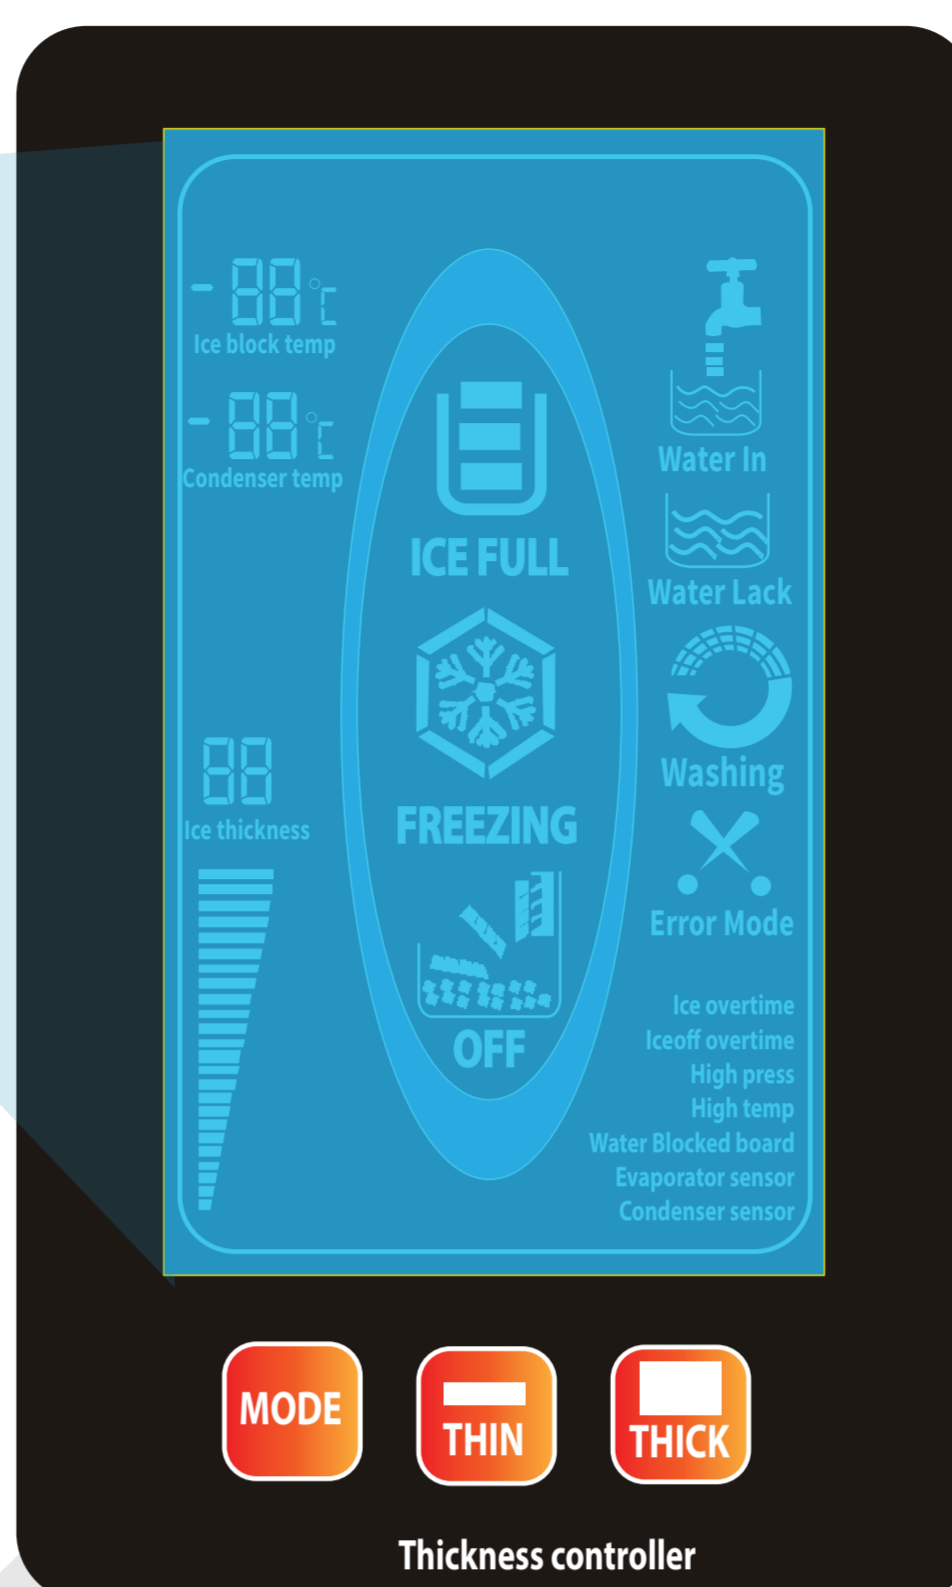 -88°C
Ice block temp
-88°C
Condenser temp
88
Ice thickness
ICE FULL
FREEZING
OFF
Water In
Water Lack
Washing
Error Mode
Ice overtime
Iceoff overtime
High press
High temp
Water Blocked board
Evaporator sensor
Condenser sensor
MODE
THIN
THICK
Thickness controller